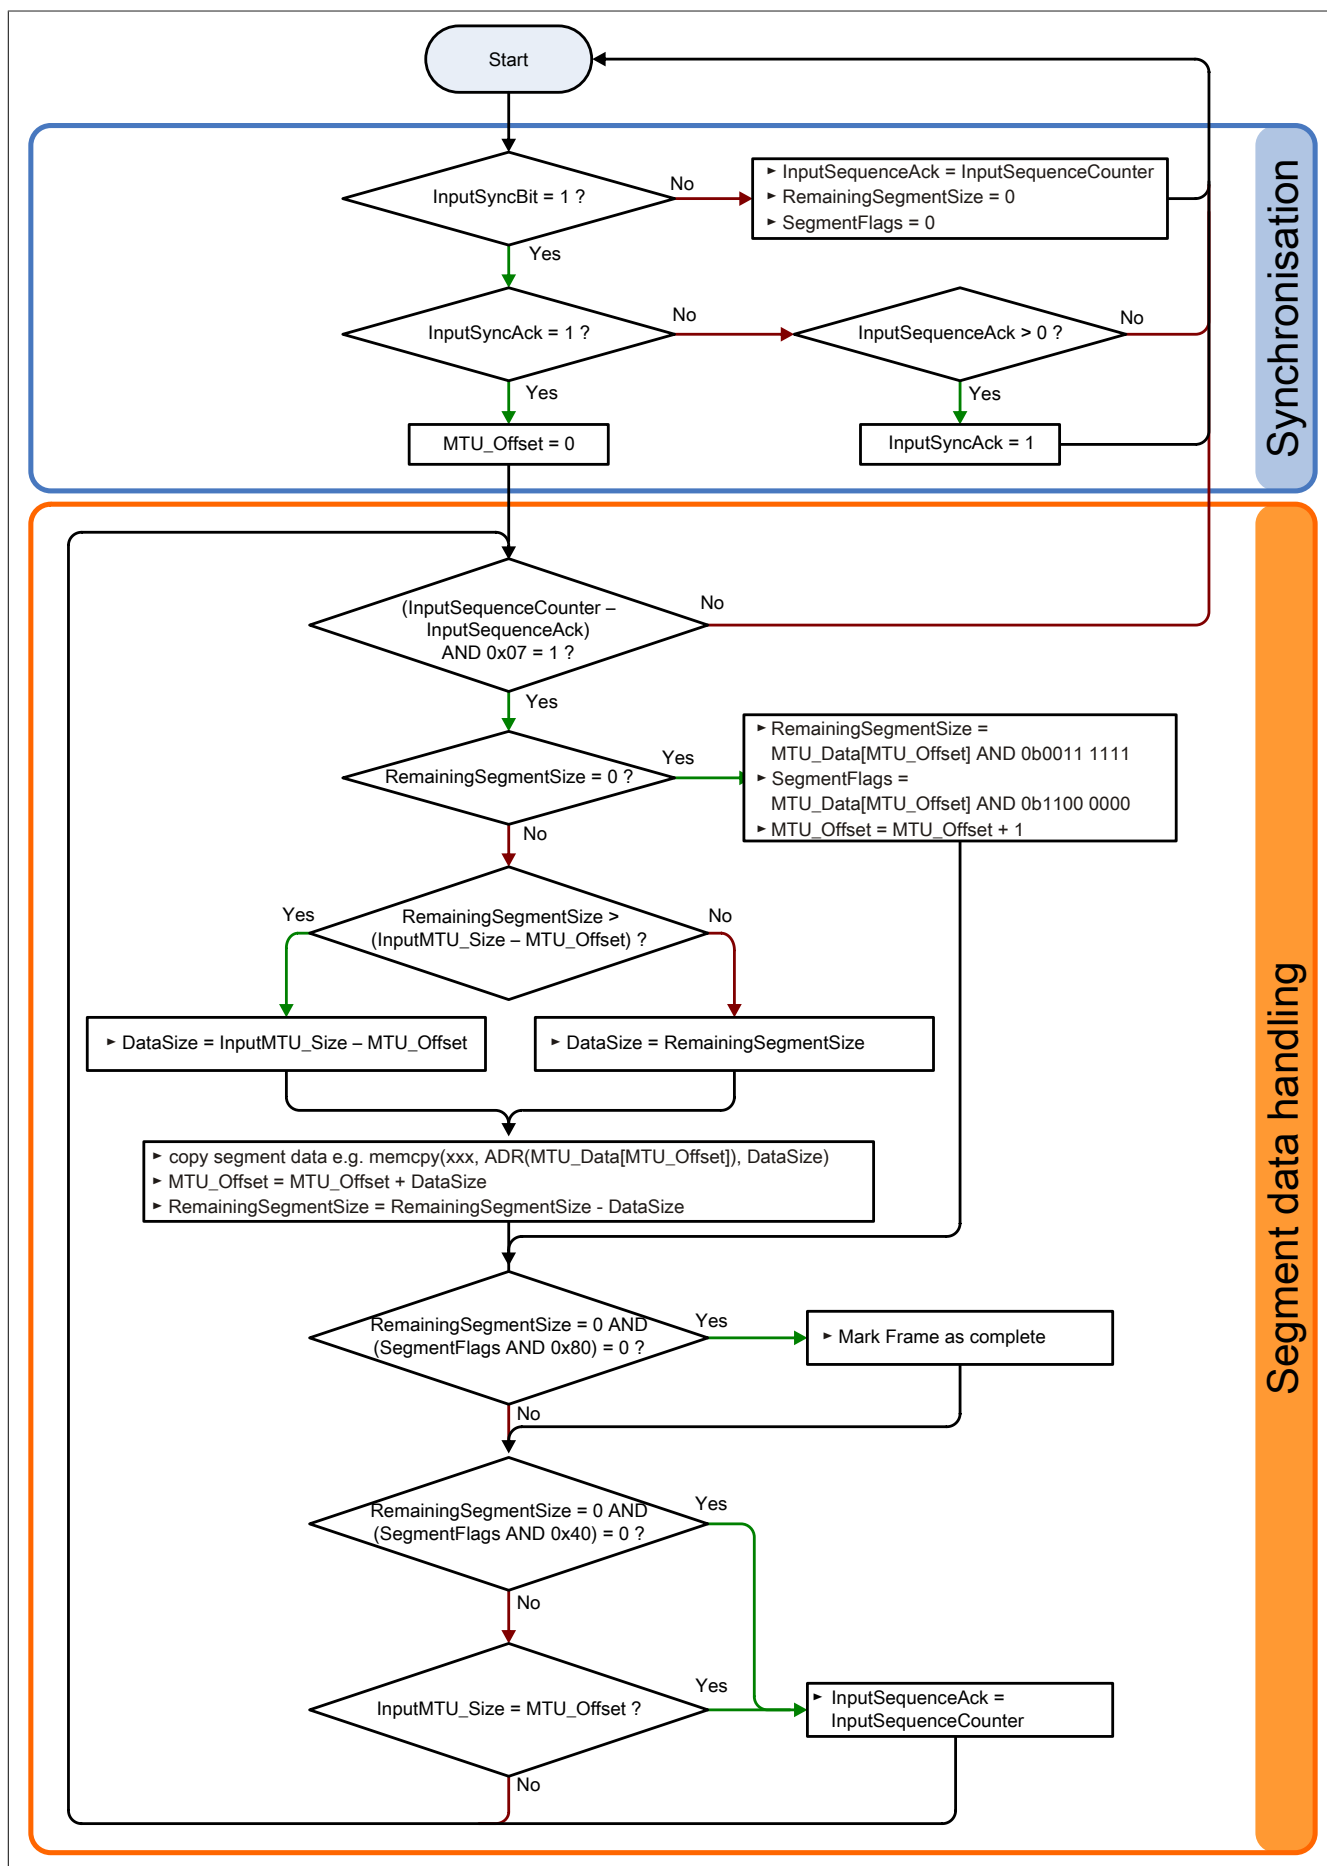 Start
Synchronisation
InputSyncBit = 1 ?
No
► InputSequenceAck = InputSequenceCounter
► RemainingSegmentSize = 0
► SegmentFlags = 0
Yes
InputSyncAck = 1 ?
No
InputSequenceAck > 0 ?
No
Yes
Yes
MTU_Offset = 0
InputSyncAck = 1
Segment data handling
(InputSequenceCounter –
InputSequenceAck)
AND 0x07 = 1 ?
No
Yes
RemainingSegmentSize = 0 ?
Yes
► RemainingSegmentSize =
MTU_Data[MTU_Offset] AND 0b0011 1111
► SegmentFlags =
MTU_Data[MTU_Offset] AND 0b1100 0000
► MTU_Offset = MTU_Offset + 1
No
RemainingSegmentSize >
(InputMTU_Size – MTU_Offset) ?
Yes
No
► DataSize = InputMTU_Size – MTU_Offset
► DataSize = RemainingSegmentSize
► copy segment data e.g. memcpy(xxx, ADR(MTU_Data[MTU_Offset]), DataSize)
► MTU_Offset = MTU_Offset + DataSize
► RemainingSegmentSize = RemainingSegmentSize - DataSize
RemainingSegmentSize = 0 AND
(SegmentFlags AND 0x80) = 0 ?
Yes
► Mark Frame as complete
No
RemainingSegmentSize = 0 AND
(SegmentFlags AND 0x40) = 0 ?
Yes
No
InputMTU_Size = MTU_Offset ?
Yes
► InputSequenceAck =
InputSequenceCounter
No